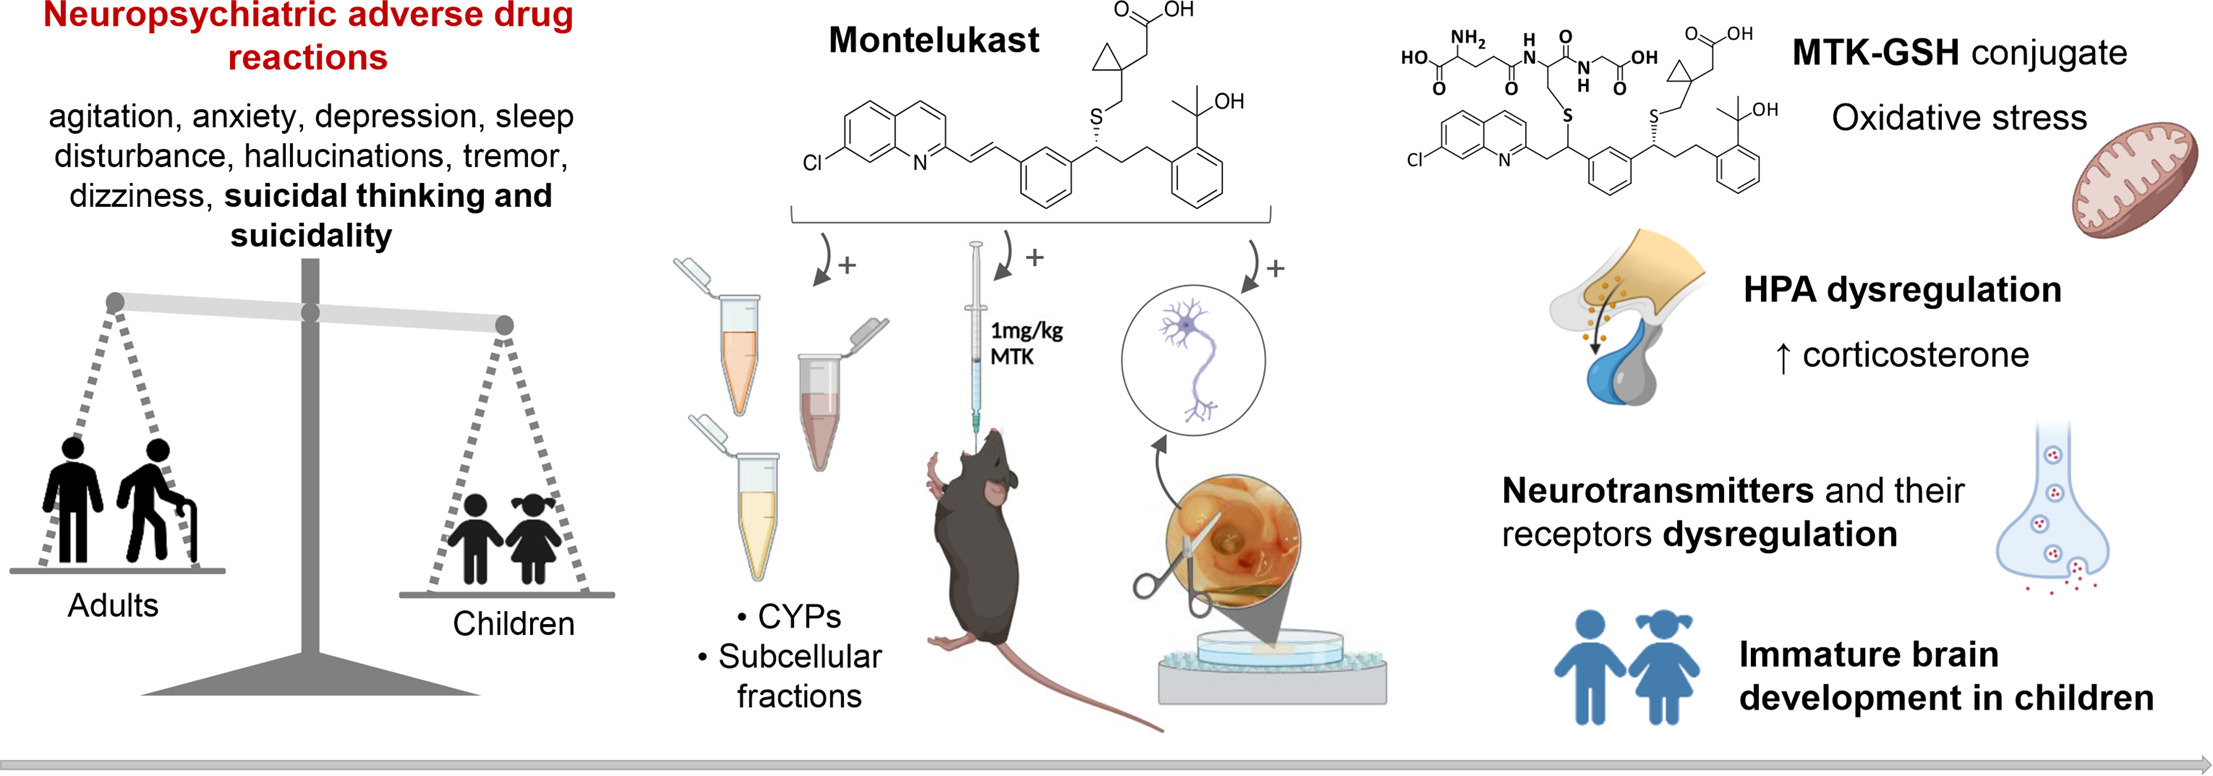 Neuropsychiatric adverse drug
reactions
agitation, anxiety, depression, sleep
disturbance, hallucinations, tremor,
dizziness, suicidal thinking and
suicidality
Adults
Children
Montelukast
O
OH
S
OH
Cl
N
+
+
+
1mg/kg
MTK
• CYPs
• Subcellular
fractions
NH₂
HO
O
O
H
N
O
N
H
O
OH
S
O
OH
S
OH
Cl
N
MTK-GSH conjugate
Oxidative stress
HPA dysregulation
↑ corticosterone
Neurotransmitters and their
receptors dysregulation
Immature brain
development in children